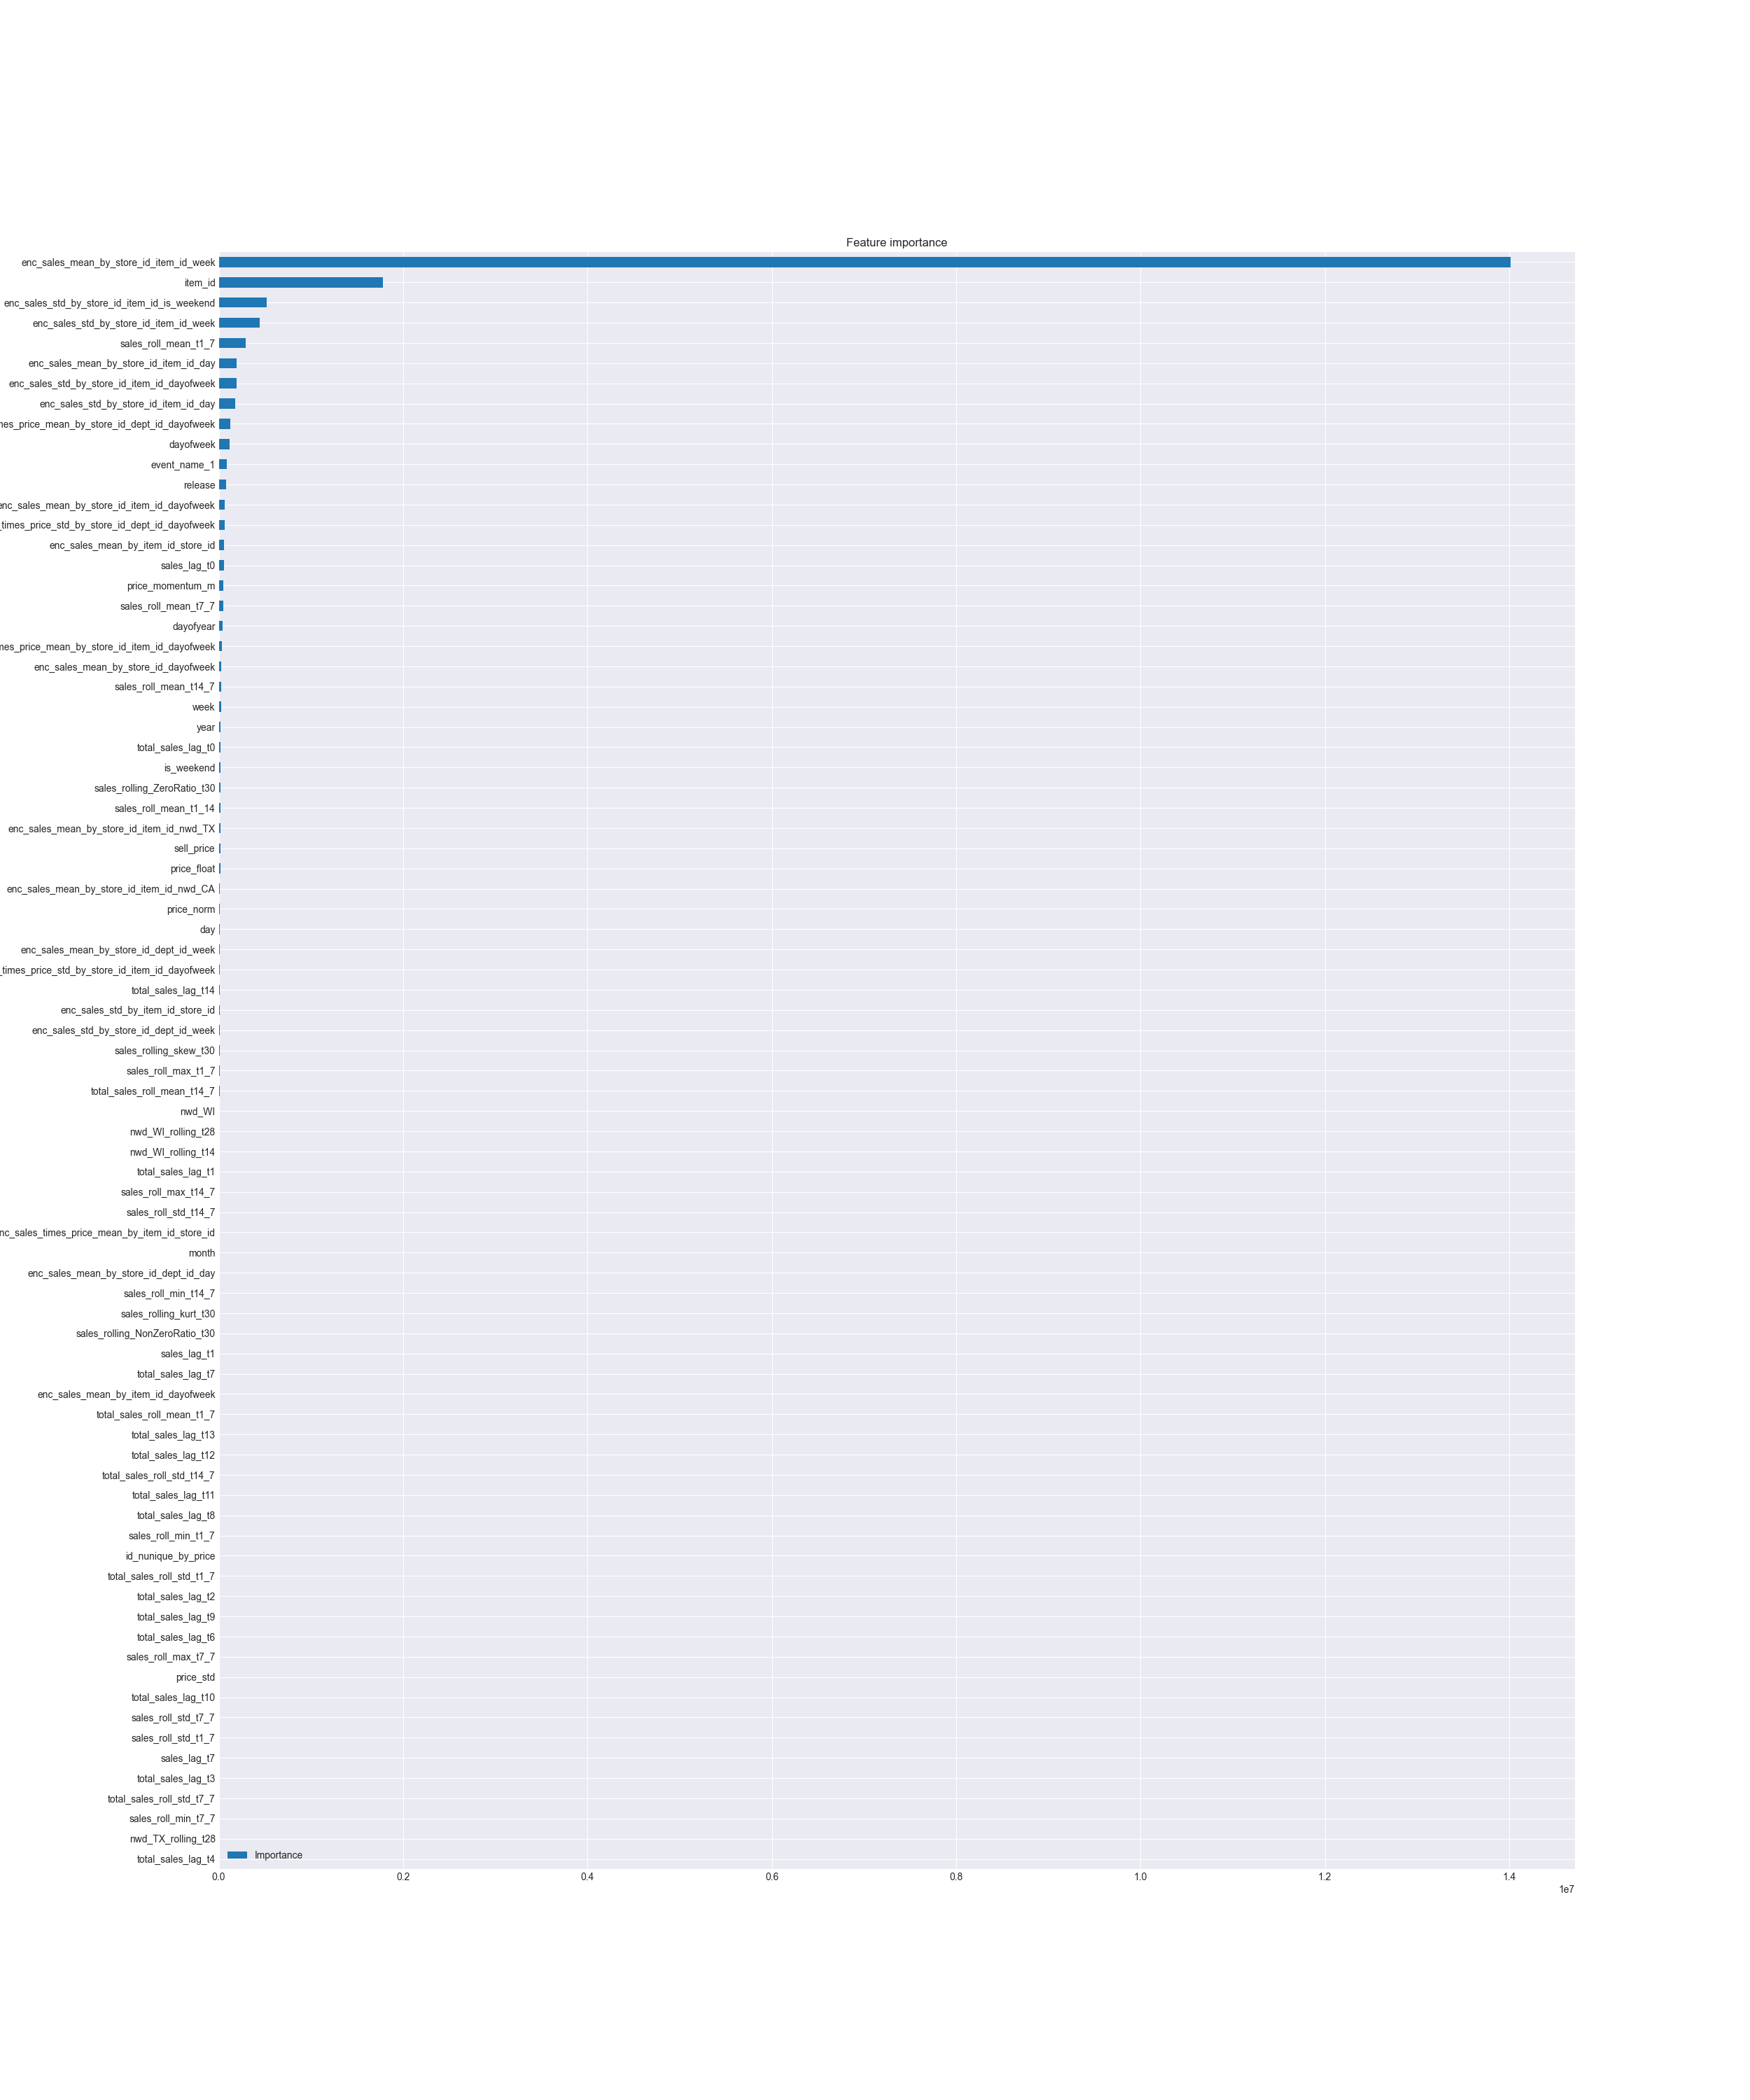 Feature importance
enc_sales_mean_by_store_id_item_id_week
item_id
enc_sales_std_by_store_id_item_id_is_weekend
enc_sales_std_by_store_id_item_id_week
sales_roll_mean_t1_7
enc_sales_mean_by_store_id_item_id_day
enc_sales_std_by_store_id_item_id_dayofweek
enc_sales_std_by_store_id_item_id_day
mes_price_mean_by_store_id_dept_id_dayofweek
dayofweek
event_name_1
release
enc_sales_mean_by_store_id_item_id_dayofweek
_times_price_std_by_store_id_dept_id_dayofweek
enc_sales_mean_by_item_id_store_id
sales_lag_t0
price_momentum_m
sales_roll_mean_t7_7
dayofyear
mes_price_mean_by_store_id_item_id_dayofweek
enc_sales_mean_by_store_id_dayofweek
sales_roll_mean_t14_7
week
year
total_sales_lag_t0
is_weekend
sales_rolling_ZeroRatio_t30
sales_roll_mean_t1_14
enc_sales_mean_by_store_id_item_id_nwd_TX
sell_price
price_float
enc_sales_mean_by_store_id_item_id_nwd_CA
price_norm
day
enc_sales_mean_by_store_id_dept_id_week
_times_price_std_by_store_id_item_id_dayofweek
total_sales_lag_t14
enc_sales_std_by_item_id_store_id
enc_sales_std_by_store_id_dept_id_week
sales_rolling_skew_t30
sales_roll_max_t1_7
total_sales_roll_mean_t14_7
nwd_WI
nwd_WI_rolling_t28
nwd_WI_rolling_t14
total_sales_lag_t1
sales_roll_max_t14_7
sales_roll_std_t14_7
nc_sales_times_price_mean_by_item_id_store_id
month
enc_sales_mean_by_store_id_dept_id_day
sales_roll_min_t14_7
sales_rolling_kurt_t30
sales_rolling_NonZeroRatio_t30
sales_lag_t1
total_sales_lag_t7
enc_sales_mean_by_item_id_dayofweek
total_sales_roll_mean_t1_7
total_sales_lag_t13
total_sales_lag_t12
total_sales_roll_std_t14_7
total_sales_lag_t11
total_sales_lag_t8
sales_roll_min_t1_7
id_nunique_by_price
total_sales_roll_std_t1_7
total_sales_lag_t2
total_sales_lag_t9
total_sales_lag_t6
sales_roll_max_t7_7
price_std
total_sales_lag_t10
sales_roll_std_t7_7
sales_roll_std_t1_7
sales_lag_t7
total_sales_lag_t3
total_sales_roll_std_t7_7
sales_roll_min_t7_7
nwd_TX_rolling_t28
total_sales_lag_t4
Importance
0.0 0.2 0.4 0.6 0.8 1.0 1.2 1.4
1e7